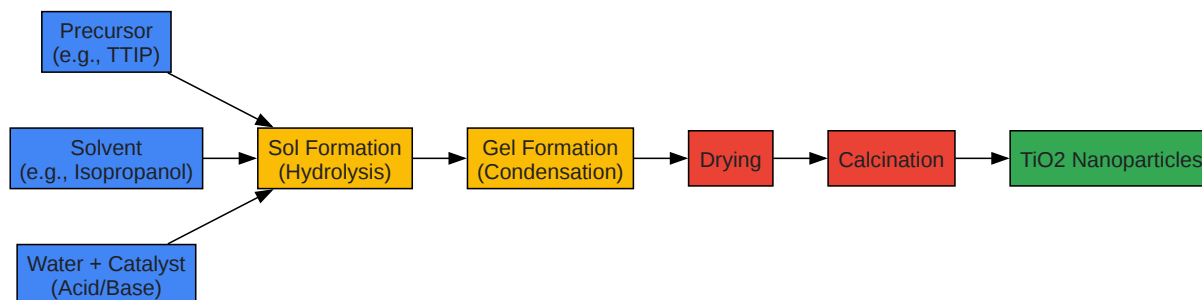 Precursor
(e.g., TTIP)
Solvent
(e.g., Isopropanol)
Water + Catalyst
(Acid/Base)
Sol Formation
(Hydrolysis)
Gel Formation
(Condensation)
Drying
Calcination
TiO2 Nanoparticles